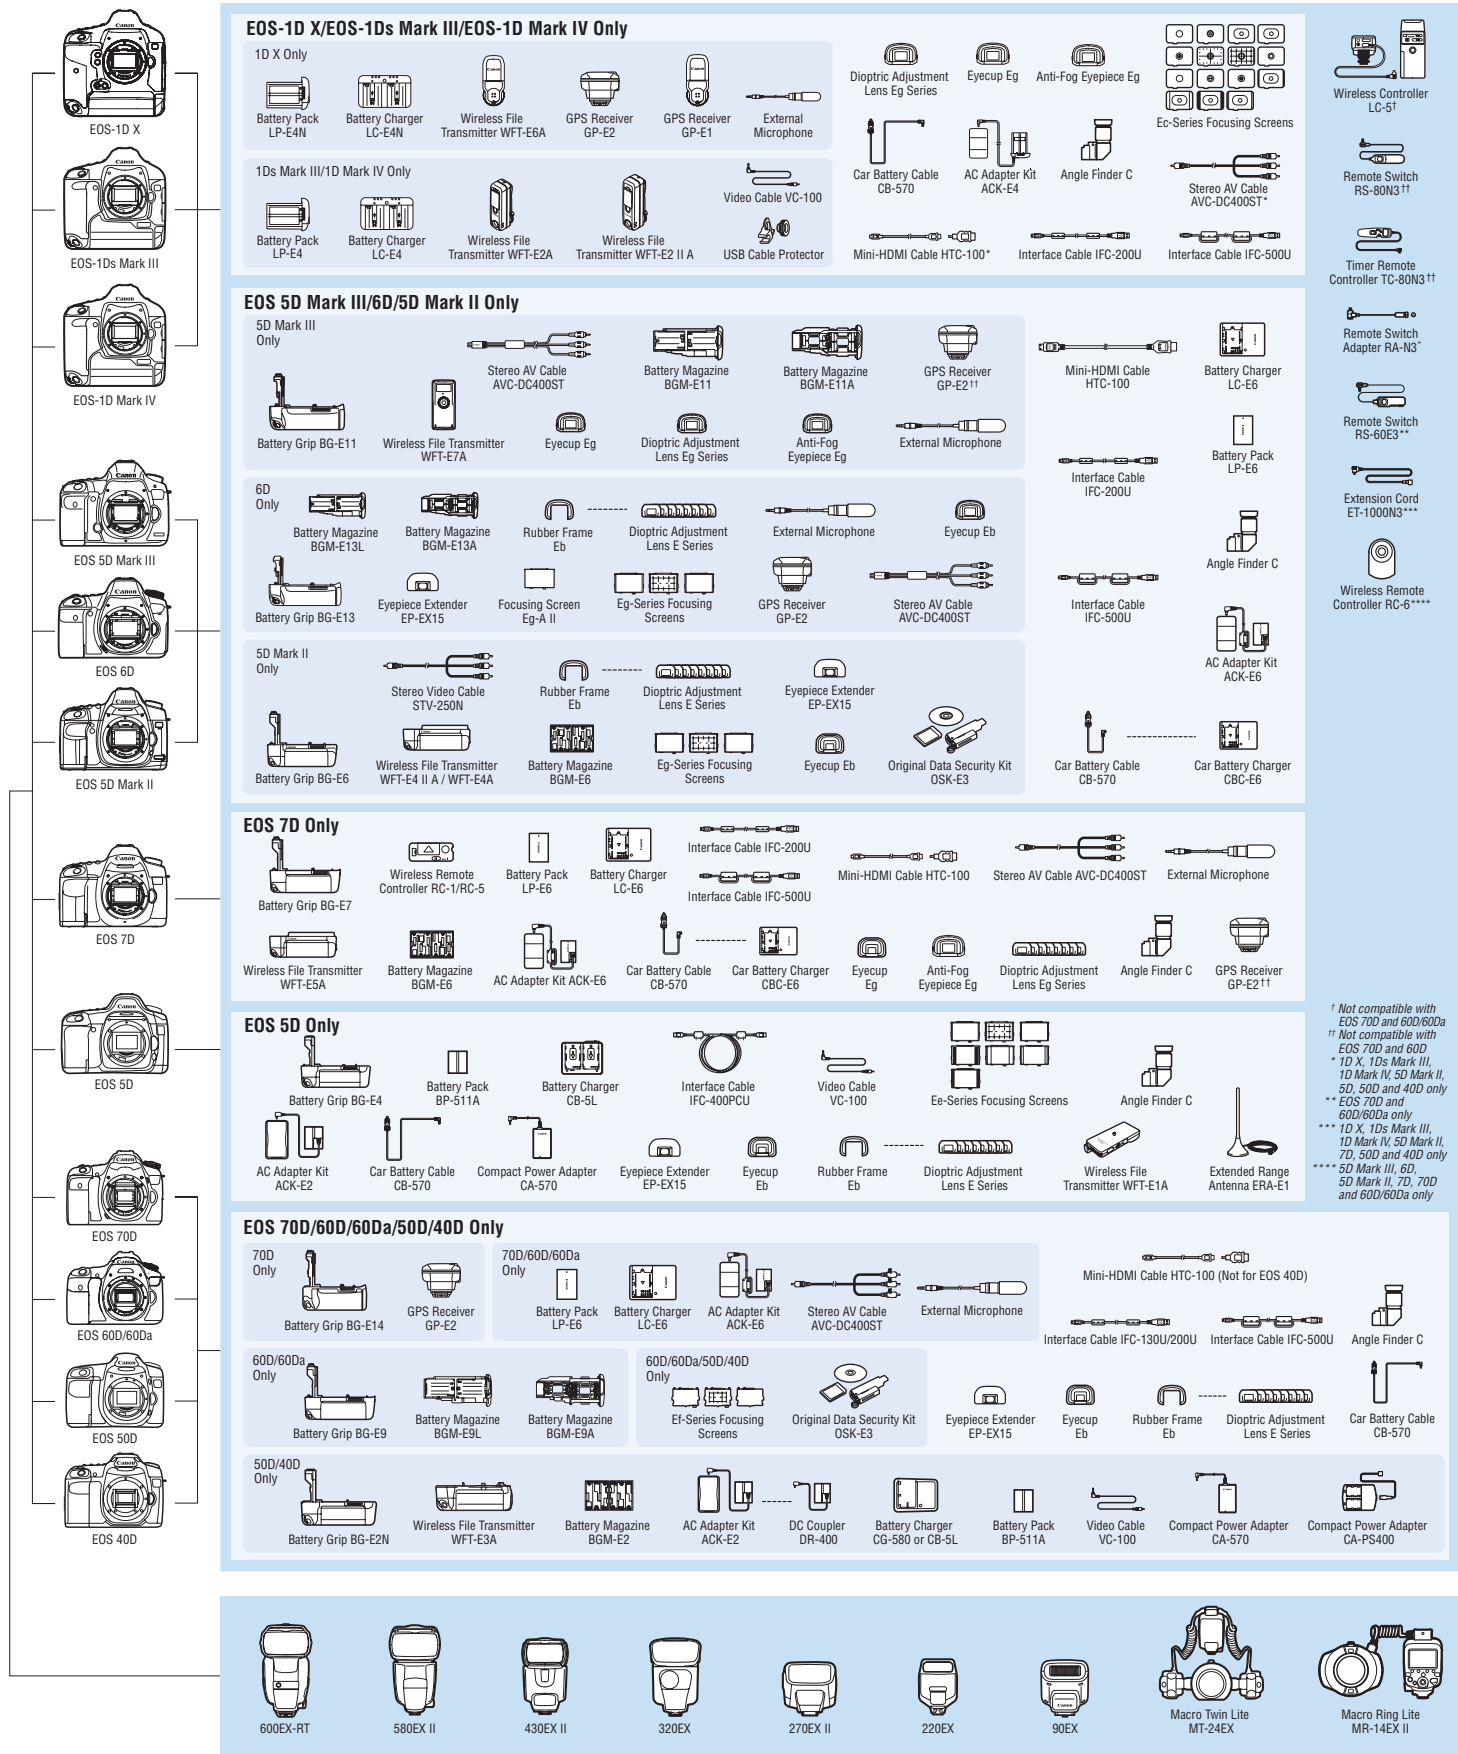 EOS-1D X
EOS-1Ds Mark III
EOS-1D Mark IV
EOS 5D Mark III
EOS 6D
EOS 5D Mark II
EOS 7D
EOS 5D
EOS 70D
EOS 60D/60Da
EOS 50D
EOS 40D
EOS-1D X/EOS-1Ds Mark III/EOS-1D Mark IV Only
1D X Only
Battery Pack
LP-E4N
Battery Charger
LC-E4N
Wireless File
Transmitter WFT-E6A
GPS Receiver
GP-E2
GPS Receiver
GP-E1
External
Microphone
1Ds Mark III/1D Mark IV Only
Battery Pack
LP-E4
Battery Charger
LC-E4
Wireless File
Transmitter WFT-E2A
Wireless File
Transmitter WFT-E2 II A
Video Cable VC-100
USB Cable Protector
Dioptric Adjustment
Lens Eg Series
Eyecup Eg
Anti-Fog Eyepiece Eg
Ec-Series Focusing Screens
Car Battery Cable
CB-570
AC Adapter Kit
ACK-E4
Angle Finder C
Stereo AV Cable
AVC-DC400ST*
Mini-HDMI Cable HTC-100*
Interface Cable IFC-200U
Interface Cable IFC-500U
EOS 5D Mark III/6D/5D Mark II Only
5D Mark III
Only
Stereo AV Cable
AVC-DC400ST
Battery Magazine
BGM-E11
Battery Magazine
BGM-E11A
GPS Receiver
GP-E2††
Battery Grip BG-E11
Wireless File Transmitter
WFT-E7A
Eyecup Eg
Dioptric Adjustment
Lens Eg Series
Anti-Fog
Eyepiece Eg
External Microphone
6D
Only
Battery Magazine
BGM-E13L
Battery Magazine
BGM-E13A
Rubber Frame
Eb
Dioptric Adjustment
Lens E Series
External Microphone
Eyecup Eb
Battery Grip BG-E13
Eyepiece Extender
EP-EX15
Focusing Screen
Eg-A II
Eg-Series Focusing
Screens
GPS Receiver
GP-E2
Stereo AV Cable
AVC-DC400ST
5D Mark II
Only
Stereo Video Cable
STV-250N
Rubber Frame
Eb
Dioptric Adjustment
Lens E Series
Eyepiece Extender
EP-EX15
Battery Grip BG-E6
Wireless File Transmitter
WFT-E4 II A / WFT-E4A
Battery Magazine
BGM-E6
Eg-Series Focusing
Screens
Eyecup Eb
Original Data Security Kit
OSK-E3
Mini-HDMI Cable
HTC-100
Battery Charger
LC-E6
Battery Pack
LP-E6
Interface Cable
IFC-200U
Angle Finder C
Interface Cable
IFC-500U
AC Adapter Kit
ACK-E6
Car Battery Cable
CB-570
Car Battery Charger
CBC-E6
EOS 7D Only
Battery Grip BG-E7
Wireless Remote
Controller RC-1/RC-5
Battery Pack
LP-E6
Battery Charger
LC-E6
Interface Cable IFC-200U
Interface Cable IFC-500U
Mini-HDMI Cable HTC-100
Stereo AV Cable AVC-DC400ST
External Microphone
Wireless File Transmitter
WFT-E5A
Battery Magazine
BGM-E6
AC Adapter Kit ACK-E6
Car Battery Cable
CB-570
Car Battery Charger
CBC-E6
Eyecup
Eg
Anti-Fog
Eyepiece Eg
Dioptric Adjustment
Lens Eg Series
Angle Finder C
GPS Receiver
GP-E2††
EOS 5D Only
Battery Grip BG-E4
Battery Pack
BP-511A
Battery Charger
CB-5L
Interface Cable
IFC-400PCU
Video Cable
VC-100
Ee-Series Focusing Screens
Angle Finder C
AC Adapter Kit
ACK-E2
Car Battery Cable
CB-570
Compact Power Adapter
CA-570
Eyepiece Extender
EP-EX15
Eyecup
Eb
Rubber Frame
Eb
Dioptric Adjustment
Lens E Series
Wireless File
Transmitter WFT-E1A
Extended Range
Antenna ERA-E1
EOS 70D/60D/60Da/50D/40D Only
70D
Only
Battery Grip BG-E14
GPS Receiver
GP-E2
70D/60D/60Da
Only
Battery Pack
LP-E6
Battery Charger
LC-E6
AC Adapter Kit
ACK-E6
Stereo AV Cable
AVC-DC400ST
External Microphone
Mini-HDMI Cable HTC-100 (Not for EOS 40D)
Interface Cable IFC-130U/200U
Interface Cable IFC-500U
Angle Finder C
60D/60Da
Only
Battery Grip BG-E9
Battery Magazine
BGM-E9L
Battery Magazine
BGM-E9A
60D/60Da/50D/40D
Only
Ef-Series Focusing
Screens
Original Data Security Kit
OSK-E3
Eyepiece Extender
EP-EX15
Eyecup
Eb
Rubber Frame
Eb
Dioptric Adjustment
Lens E Series
Car Battery Cable
CB-570
50D/40D
Only
Battery Grip BG-E2N
Wireless File Transmitter
WFT-E3A
Battery Magazine
BGM-E2
AC Adapter Kit
ACK-E2
DC Coupler
DR-400
Battery Charger
CG-580 or CB-5L
Battery Pack
BP-511A
Video Cable
VC-100
Compact Power Adapter
CA-570
Compact Power Adapter
CA-PS400
Wireless Controller
LC-5†
Remote Switch
RS-80N3††
Timer Remote
Controller TC-80N3††
Remote Switch
Adapter RA-N3*
Remote Switch
RS-60E3**
Extension Cord
ET-1000N3***
Wireless Remote
Controller RC-6****
† Not compatible with
EOS 70D and 60D/60Da
†† Not compatible with
EOS 70D and 60D
* 1D X, 1Ds Mark III,
1D Mark IV, 5D Mark II,
5D, 50D and 40D only
** EOS 70D and
60D/60Da only
*** 1D X, 1Ds Mark III,
1D Mark IV, 5D Mark II,
7D, 50D and 40D only
**** 5D Mark III, 6D,
5D Mark II, 7D, 70D
and 60D/60Da only
600EX-RT
580EX II
430EX II
320EX
270EX II
220EX
90EX
Macro Twin Lite
MT-24EX
Macro Ring Lite
MR-14EX II